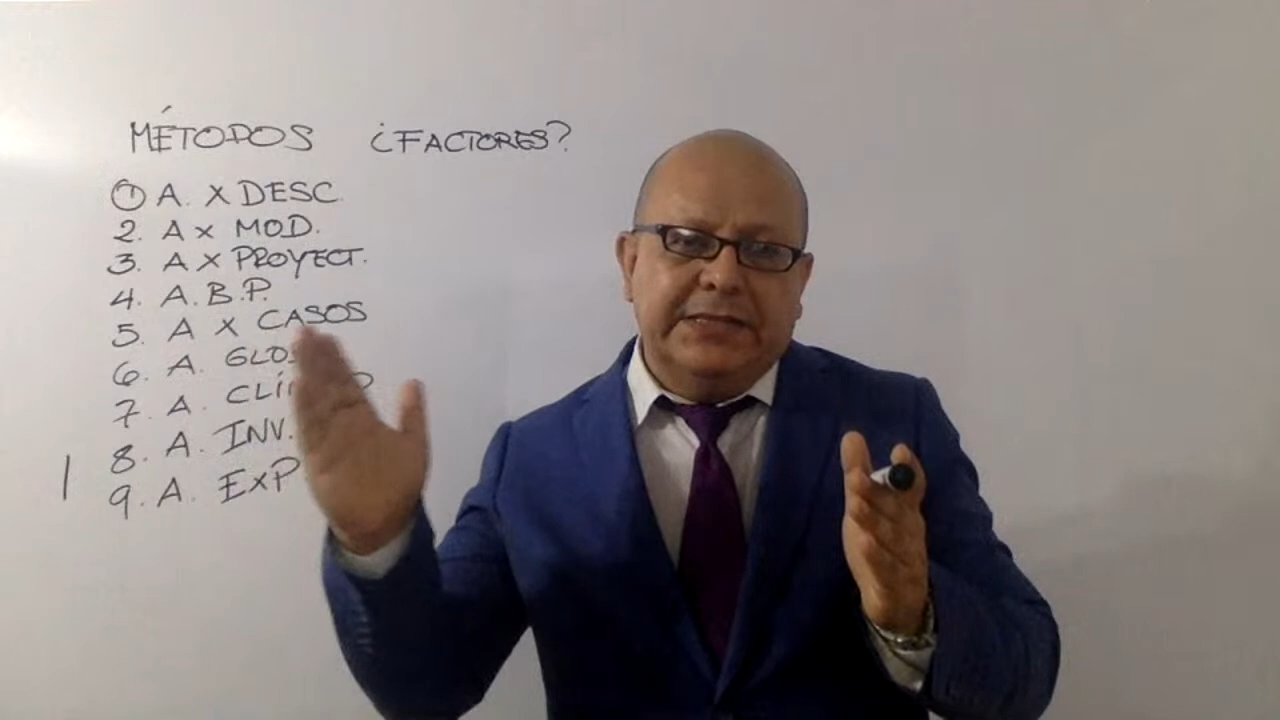 MÉTODOS ¿FACTORES?
1 A. X DESC.
2. A X MOD.
3. A X PROYECT.
4. A.B.P.
5. A X CASOS
6. A.
7. A.
8. A. INV.
9. A. EXP